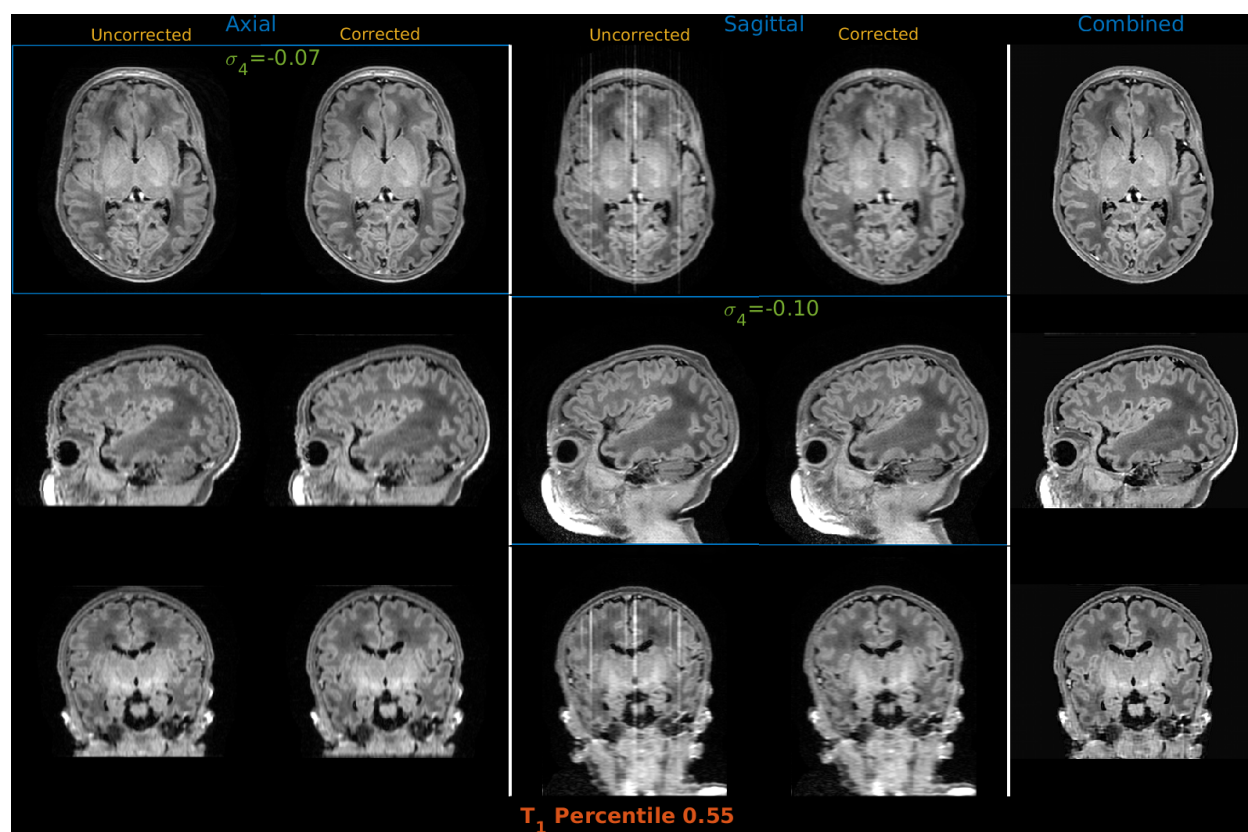 Axial Sagittal Combined
Uncorrected Corrected Uncorrected Corrected
σ₄=-0.07
σ₄=-0.10
T₁ Percentile 0.55